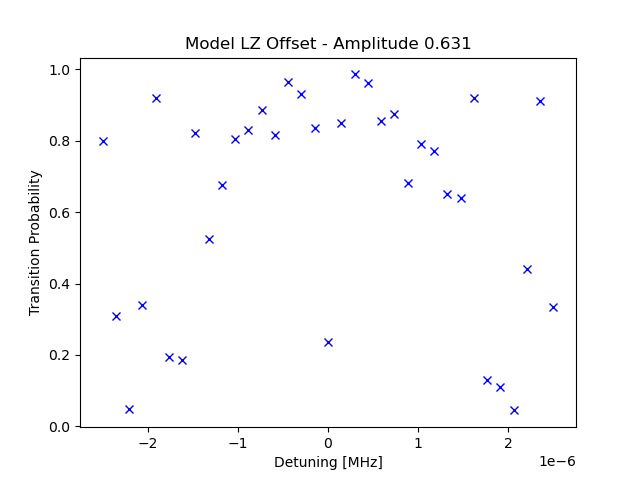 Model LZ Offset - Amplitude 0.631
1.0
0.8
0.6
0.4
0.2
0.0
Transition Probability
−2
−1
0
1
2
Detuning [MHz]
1e−6